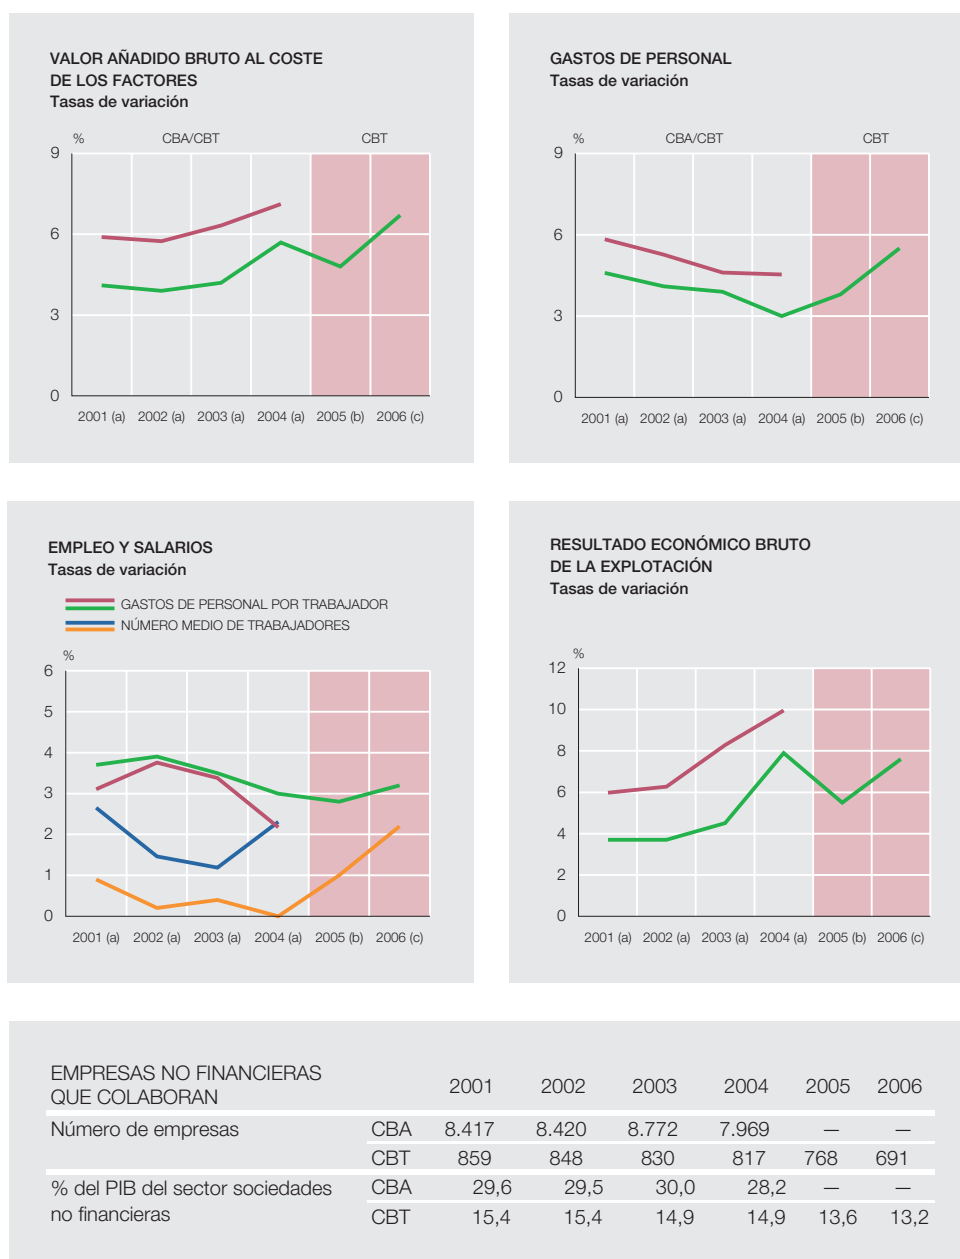 VALOR AÑADIDO BRUTO AL COSTE
DE LOS FACTORES
Tasas de variación
% CBA/CBT CBT
9
6
3
0
2001 (a) 2002 (a) 2003 (a) 2004 (a) 2005 (b) 2006 (c)
GASTOS DE PERSONAL
Tasas de variación
% CBA/CBT CBT
9
6
3
0
2001 (a) 2002 (a) 2003 (a) 2004 (a) 2005 (b) 2006 (c)
EMPLEO Y SALARIOS
Tasas de variación
GASTOS DE PERSONAL POR TRABAJADOR
NÚMERO MEDIO DE TRABAJADORES
%
6
5
4
3
2
1
0
2001 (a) 2002 (a) 2003 (a) 2004 (a) 2005 (b) 2006 (c)
RESULTADO ECONÓMICO BRUTO
DE LA EXPLOTACIÓN
Tasas de variación
%
12
10
8
6
4
2
0
2001 (a) 2002 (a) 2003 (a) 2004 (a) 2005 (b) 2006 (c)
EMPRESAS NO FINANCIERAS
QUE COLABORAN 2001 2002 2003 2004 2005 2006
Número de empresas CBA 8.417 8.420 8.772 7.969 — —
CBT 859 848 830 817 768 691
% del PIB del sector sociedades CBA 29,6 29,5 30,0 28,2 — —
no financieras CBT 15,4 15,4 14,9 14,9 13,6 13,2